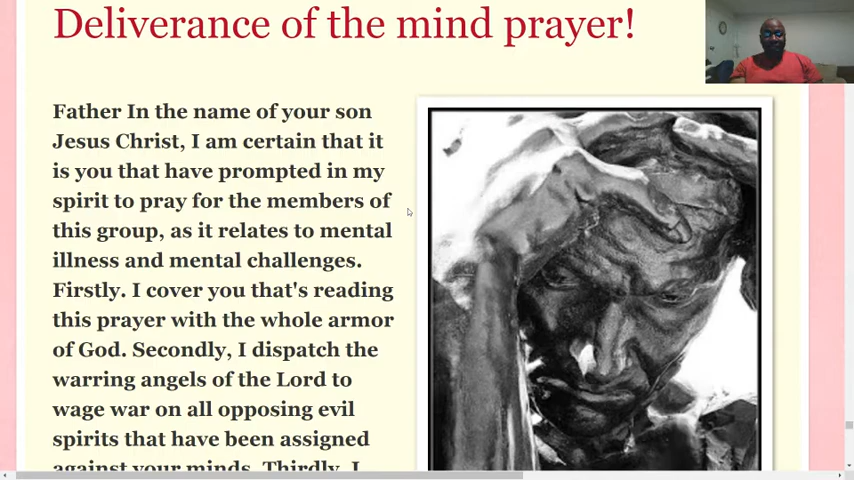 Deliverance of the mind prayer!
Father In the name of your son
Jesus Christ, I am certain that it
is you that have prompted in my
spirit to pray for the members of
this group, as it relates to mental
illness and mental challenges.
Firstly. I cover you that's reading
this prayer with the whole armor
of God. Secondly, I dispatch the
warring angels of the Lord to
wage war on all opposing evil
spirits that have been assigned
against your minds. Thirdly, I